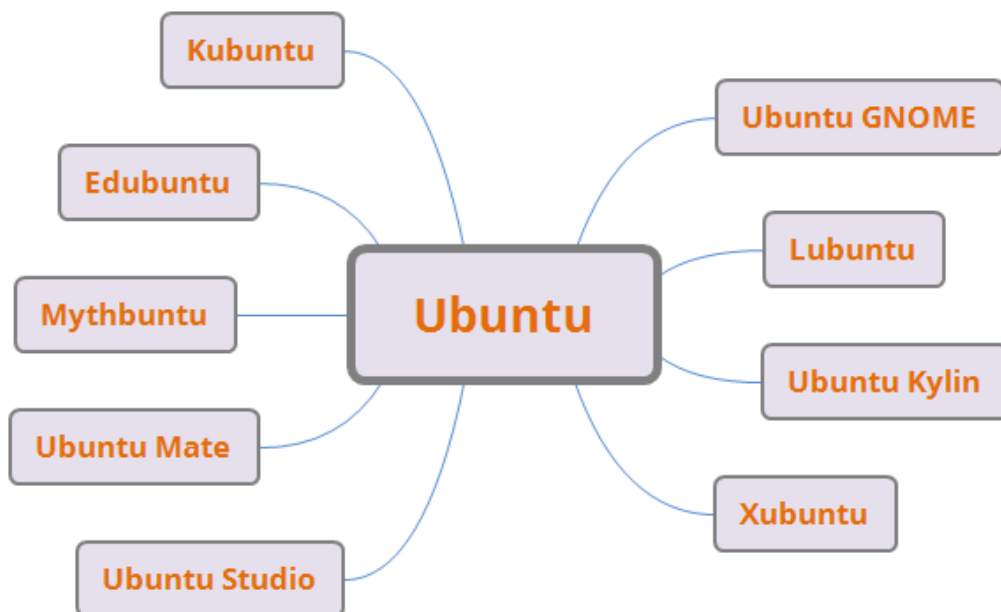 Kubuntu
Ubuntu GNOME
Edubuntu
Lubuntu
Mythbuntu
Ubuntu
Ubuntu Kylin
Ubuntu Mate
Xubuntu
Ubuntu Studio